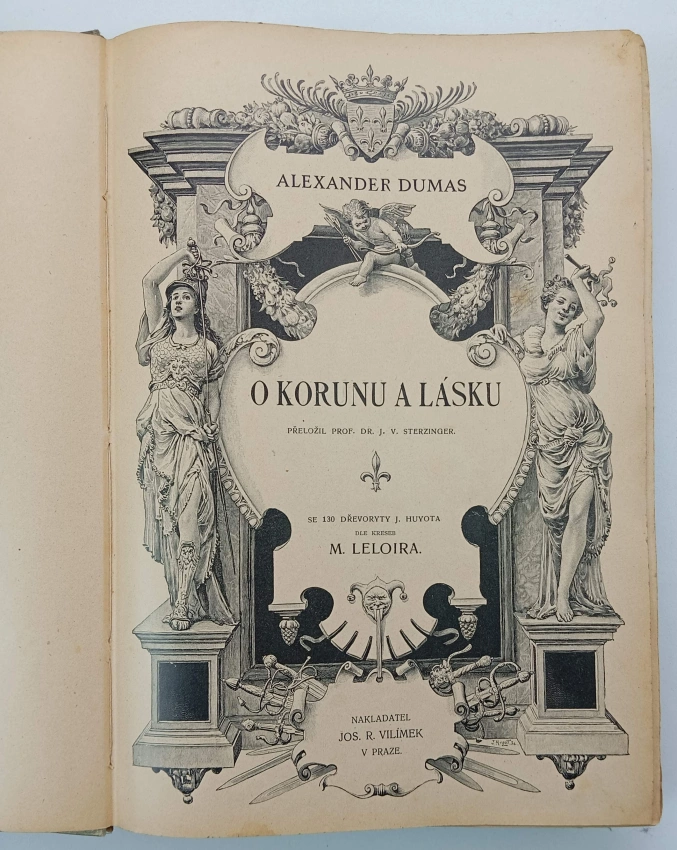 ALEXANDER DUMAS
O KORUNU A LÁSKU
PŘELOŽIL PROF. DR. J. V. STERZINGER.
SE 130 DŘEVORYTY J. HUYOTA
DLE KRESEB
M. LELOIRA.
NAKLADATEL
JOS. R. VILÍMEK
V PRAZE.